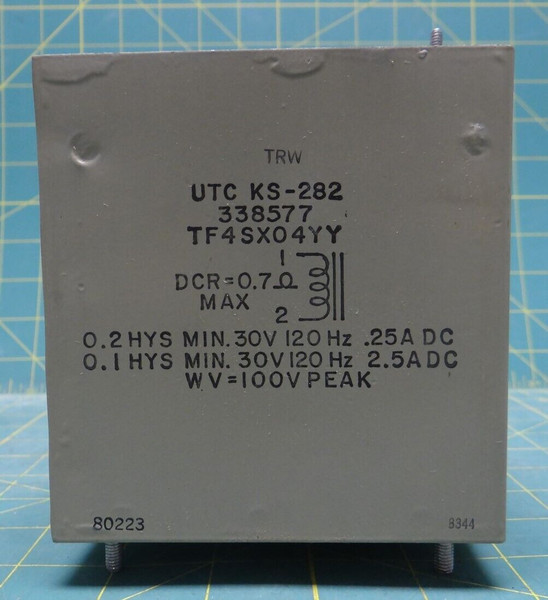 TRW
UTC KS-282
338577
TF4SX04YY
1
DCR=0.7Ω
MAX
2
0.2 HYS MIN. 30V 120 Hz .25A DC
0.1 HYS MIN. 30V 120 Hz 2.5A DC
WV=100V PEAK
80223
8344